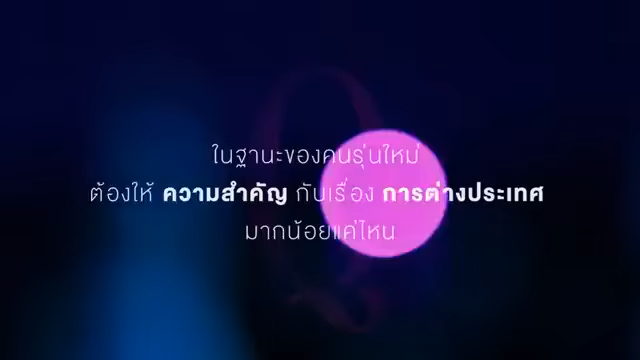 ในฐานะของคนรุ่นใหม่
ต้องให้ ความสำคัญ กับเรื่อง การต่างประเทศ
มากน้อยแค่ไหน
Q